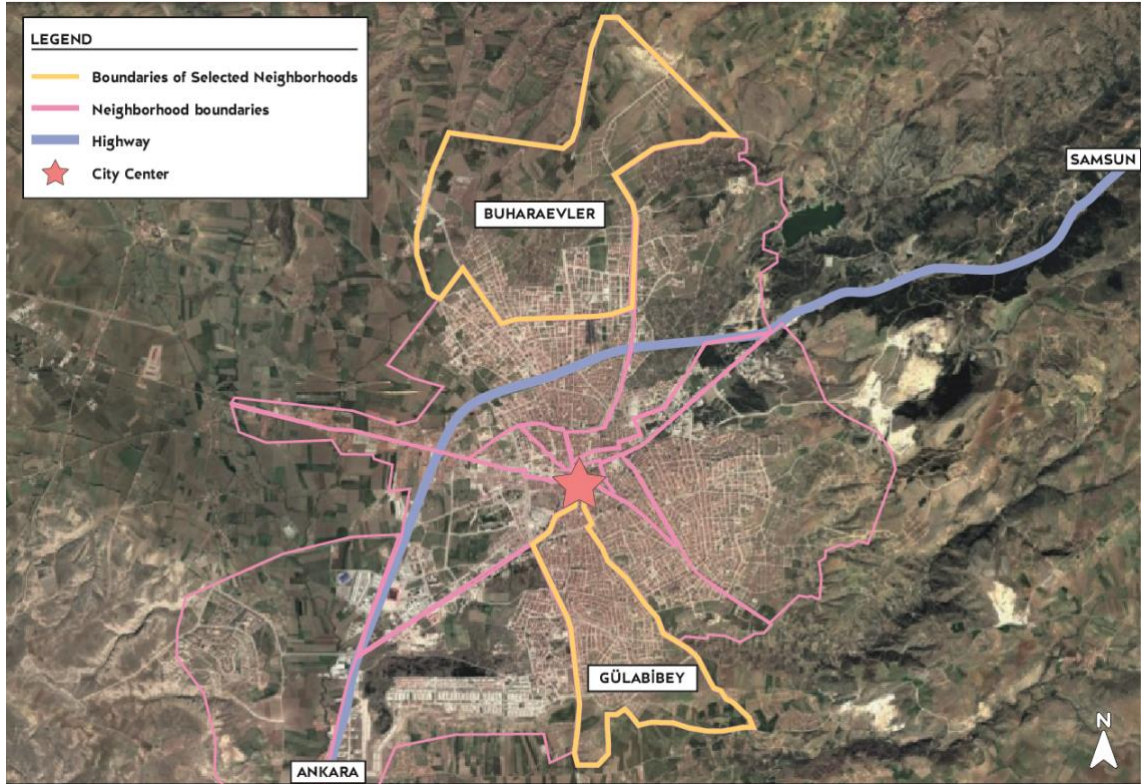 LEGEND
Boundaries of Selected Neighborhoods
Neighborhood boundaries
Highway
City Center
SAMSUN
BUHARAEVLER
GÜLABİBEY
N
ANKARA